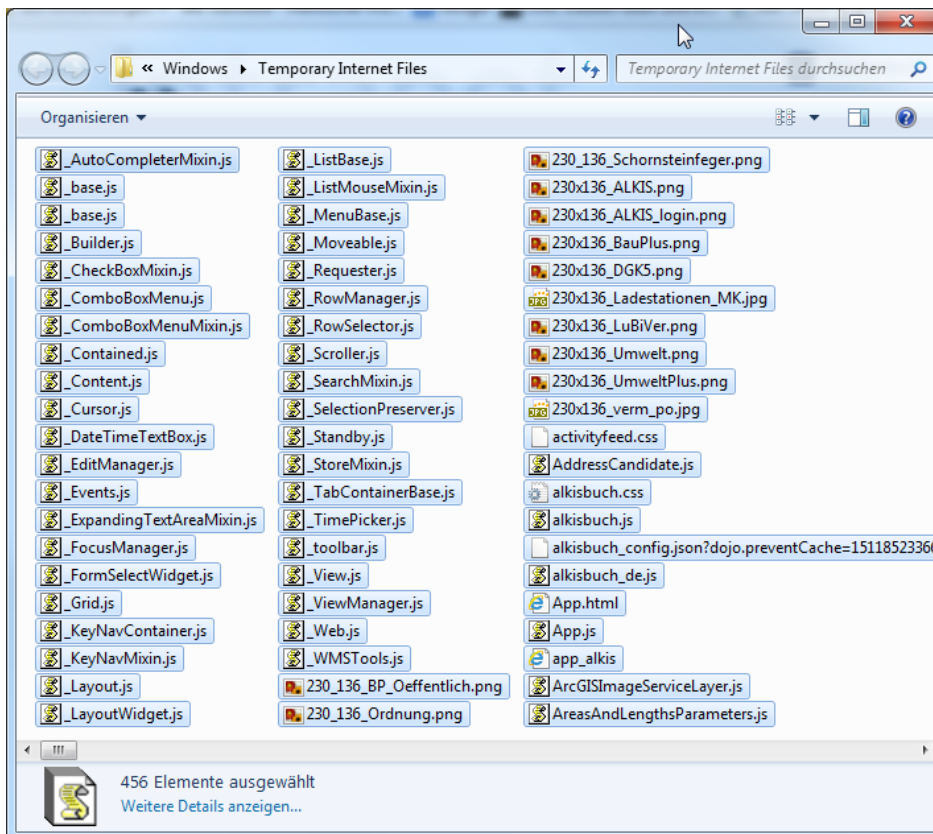 « Windows ▸ Temporary Internet Files
Temporary Internet Files durchsuchen
Organisieren
_AutoCompleterMixin.js
_base.js
_base.js
_Builder.js
_CheckBoxMixin.js
_ComboBoxMenu.js
_ComboBoxMenuMixin.js
_Contained.js
_Content.js
_Cursor.js
_DateTimeTextBox.js
_EditManager.js
_Events.js
_ExpandingTextAreaMixin.js
_FocusManager.js
_FormSelectWidget.js
_Grid.js
_KeyNavContainer.js
_KeyNavMixin.js
_Layout.js
_LayoutWidget.js
_ListBase.js
_ListMouseMixin.js
_MenuBase.js
_Moveable.js
_Requester.js
_RowManager.js
_RowSelector.js
_Scroller.js
_SearchMixin.js
_SelectionPreserver.js
_Standby.js
_StoreMixin.js
_TabContainerBase.js
_TimePicker.js
_toolbar.js
_View.js
_ViewManager.js
_Web.js
_WMSTools.js
230_136_BP_Oeffentlich.png
230_136_Ordnung.png
230_136_Schornsteinfeger.png
230x136_ALKIS.png
230x136_ALKIS_login.png
230x136_BauPlus.png
230x136_DGK5.png
230x136_Ladestationen_MK.jpg
230x136_LuBiVer.png
230x136_Umwelt.png
230x136_UmweltPlus.png
230x136_verm_po.jpg
activityfeed.css
AddressCandidate.js
alkisbuch.css
alkisbuch.js
alkisbuch_config.json?dojo.preventCache=1511852336
alkisbuch_de.js
App.html
App.js
app_alkis
ArcGISImageServiceLayer.js
AreasAndLengthsParameters.js
456 Elemente ausgewählt
Weitere Details anzeigen...